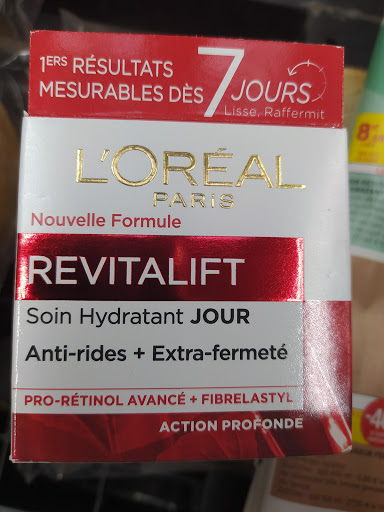 1ERS RÉSULTATS
MESURABLES DÈS
7 JOURS
Lisse, Raffermit
L'ORÉAL
PARIS
Nouvelle Formule
REVITALIFT
Soin Hydratant JOUR
Anti-rides + Extra-fermeté
PRO-RÉTINOL AVANCÉ + FIBRELASTYL
ACTION PROFONDE
8